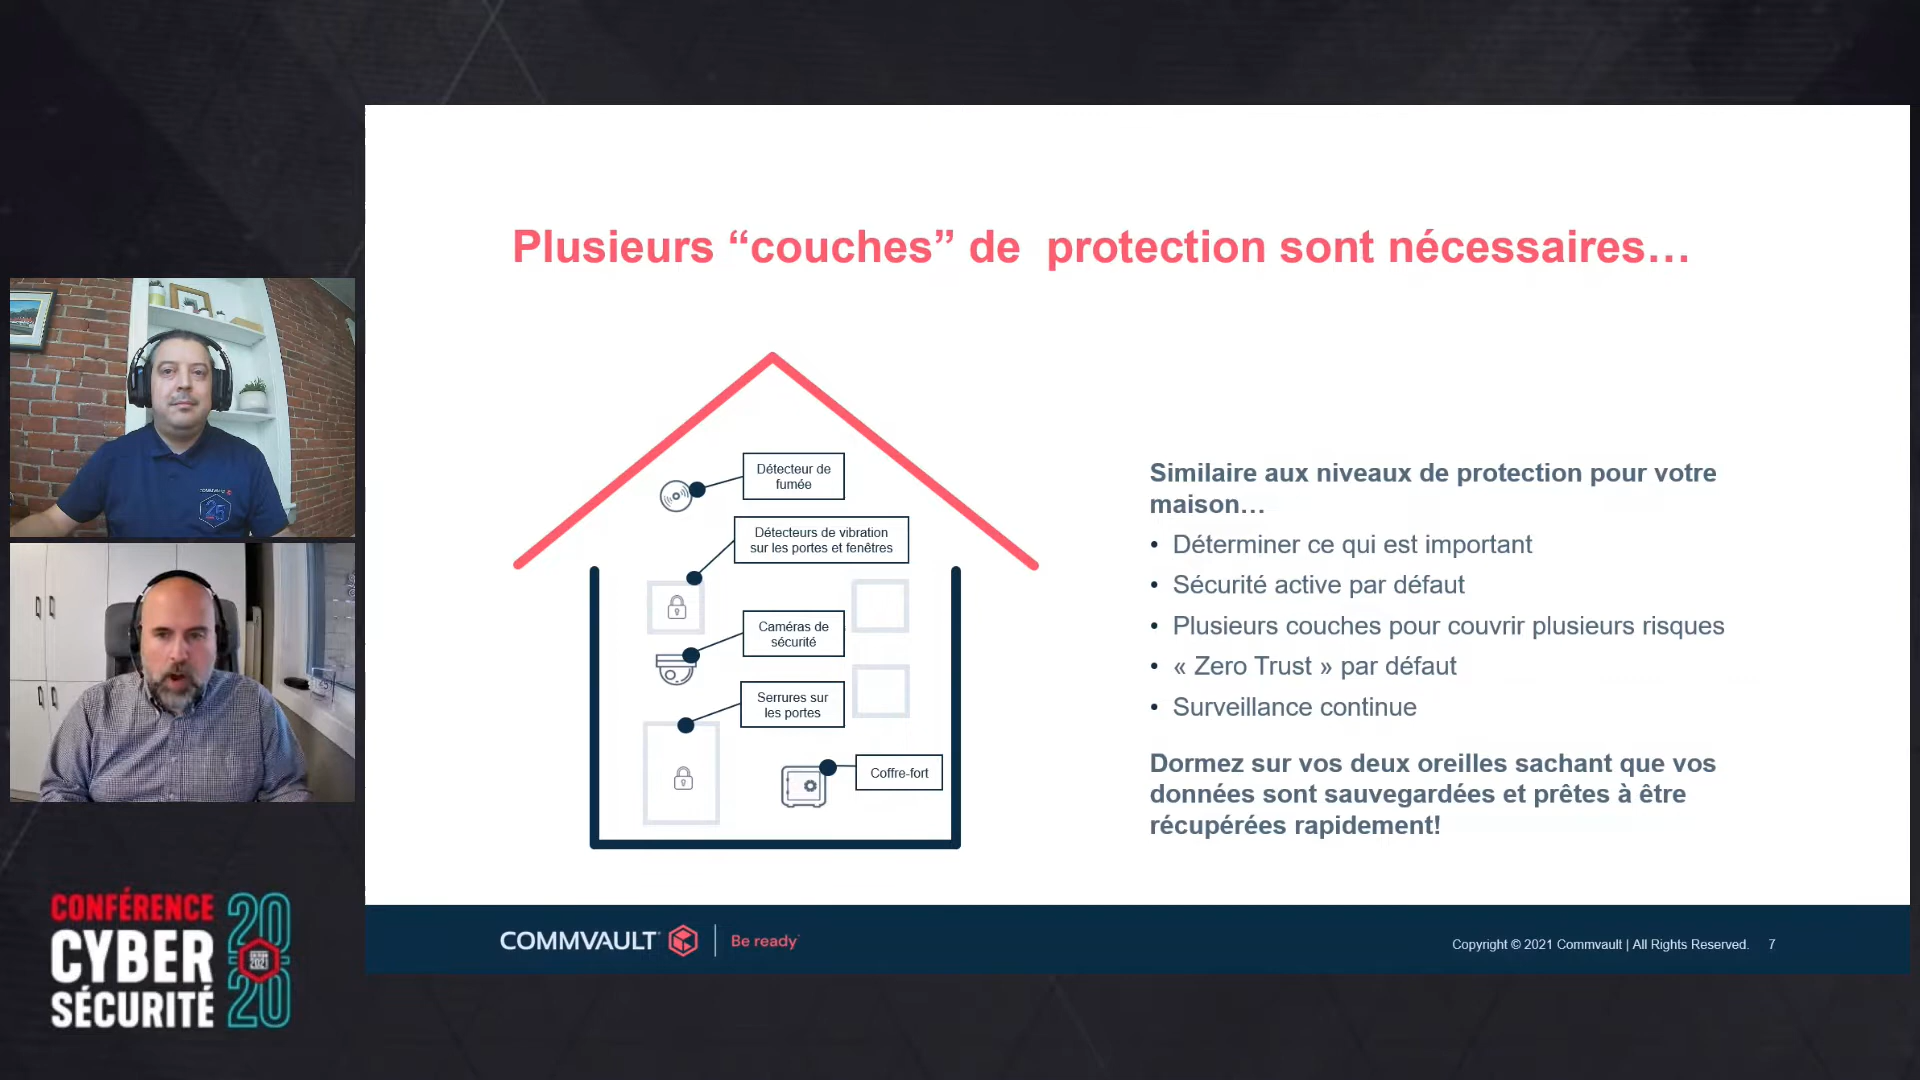 Plusieurs “couches” de  protection sont nécessaires…
Détecteur de
fumée
Détecteurs de vibration
sur les portes et fenêtres
Caméras de
sécurité
Serrures sur
les portes
Coffre-fort
Similaire aux niveaux de protection pour votre
maison…
• Déterminer ce qui est important
• Sécurité active par défaut
• Plusieurs couches pour couvrir plusieurs risques
• « Zero Trust » par défaut
• Surveillance continue
Dormez sur vos deux oreilles sachant que vos
données sont sauvegardées et prêtes à être
récupérées rapidement!
COMMVAULT
Be ready
Copyright © 2021 Commvault | All Rights Reserved. 7
COMMVAULT
25
CONFÉRENCE
CYBER
SÉCURITÉ
20
ÉDITION
2021
20